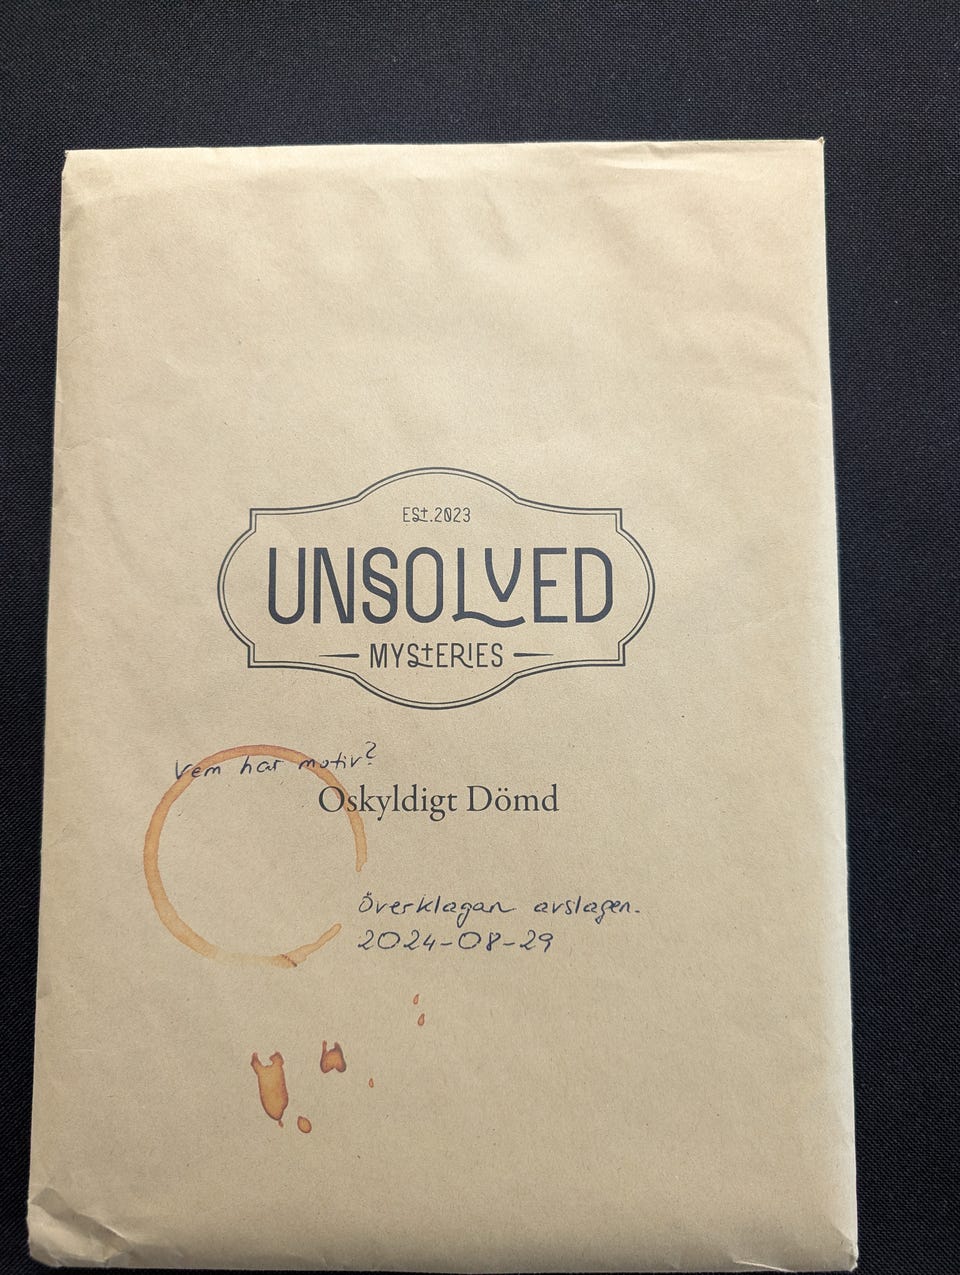 Est.2023
UNSOLVED
MYSTERIES
Vem har motiv?
Oskyldigt Dömd
Överklagan avslagen.
2024-08-29